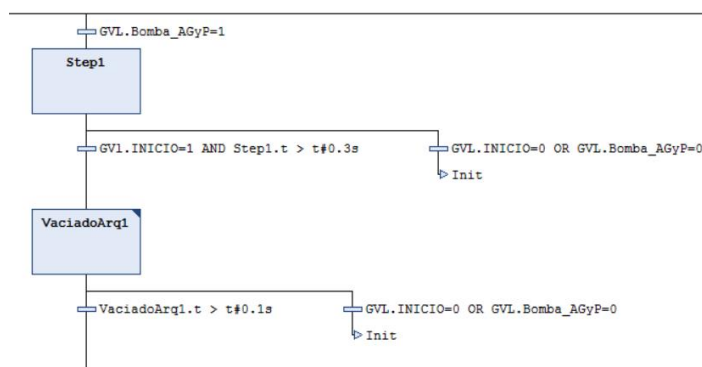 GVL.Bomba_AGyP=1
Step1
GVl.INICIO=1 AND Step1.t > t#0.3s
GVL.INICIO=0 OR GVL.Bomba_AGyP=0
Init
VaciadoArq1
VaciadoArq1.t > t#0.1s
GVL.INICIO=0 OR GVL.Bomba_AGyP=0
Init